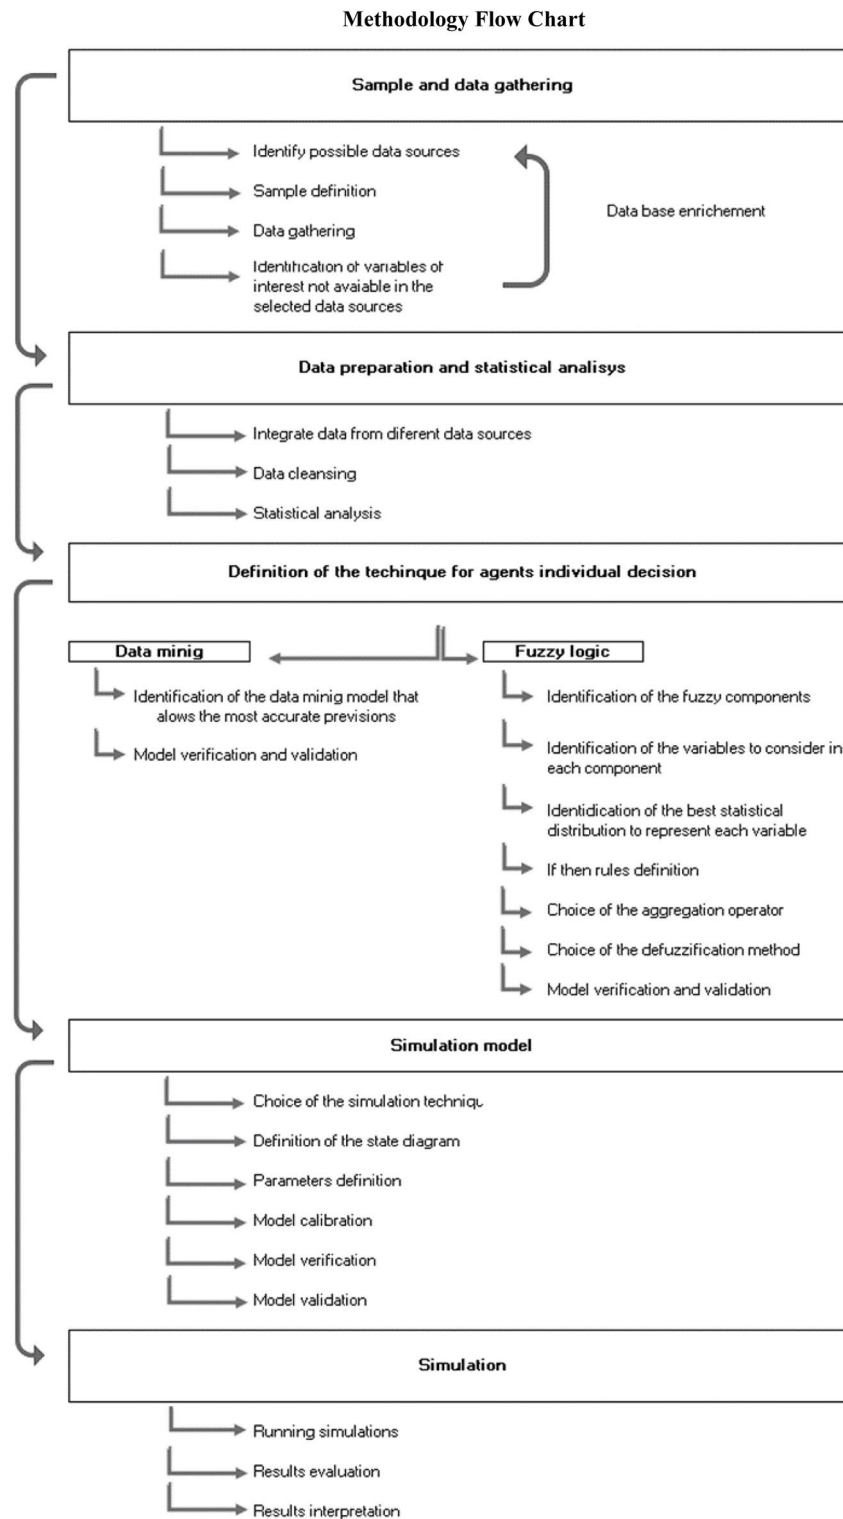 Methodology Flow Chart
Sample and data gathering
Identify possible data sources
Sample definition
Data gathering
Identification of variables of
interest not avaiable in the
selected data sources
Data base enrichement
Data preparation and statistical analisys
Integrate data from diferent data sources
Data cleansing
Statistical analysis
Definition of the techinque for agents individual decision
Data minig
Identification of the data minig model that
alows the most accurate previsions
Model verification and validation
Fuzzy logic
Identification of the fuzzy components
Identification of the variables to consider in
each component
Identidication of the best statistical
distribution to represent each variable
If then rules definition
Choice of the aggregation operator
Choice of the defuzzification method
Model verification and validation
Simulation model
Choice of the simulation techniqu
Definition of the state diagram
Parameters definition
Model calibration
Model verification
Model validation
Simulation
Running simulations
Results evaluation
Results interpretation